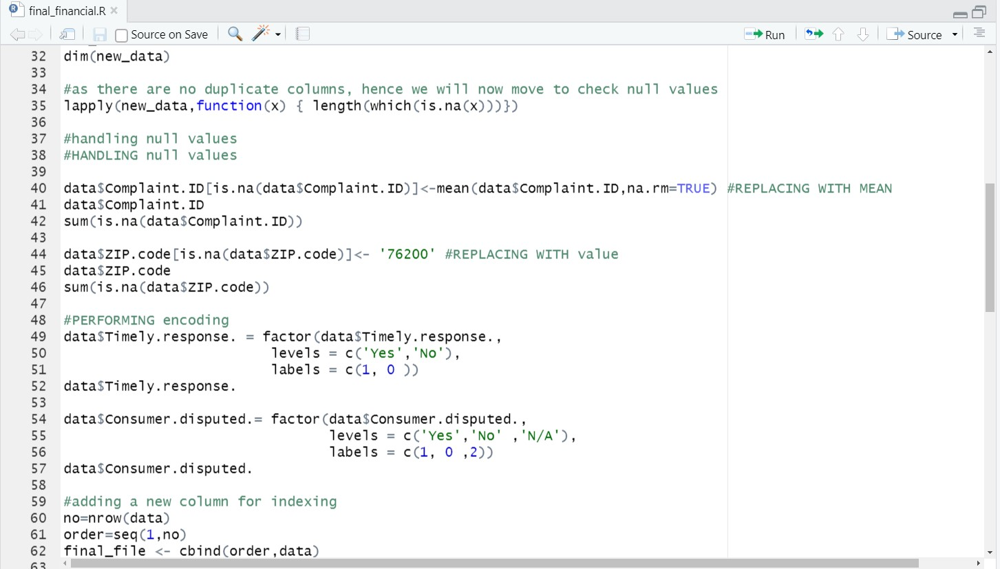 final_financial.R
Source on Save
Run
Source
32 dim(new_data)
33
34 #as there are no duplicate columns, hence we will now move to check null values
35 lapply(new_data,function(x) { length(which(is.na(x)))})
36
37 #handling null values
38 #HANDLING null values
39
40 data$Complaint.ID[is.na(data$Complaint.ID)]<-mean(data$Complaint.ID,na.rm=TRUE) #REPLACING WITH MEAN
41 data$Complaint.ID
42 sum(is.na(data$Complaint.ID))
43
44 data$ZIP.code[is.na(data$ZIP.code)]<- '76200' #REPLACING WITH value
45 data$ZIP.code
46 sum(is.na(data$ZIP.code))
47
48 #PERFORMING encoding
49 data$Timely.response. = factor(data$Timely.response.,
50                          levels = c('Yes','No'),
51                          labels = c(1, 0 ))
52 data$Timely.response.
53
54 data$Consumer.disputed.= factor(data$Consumer.disputed.,
55                                 levels = c('Yes','No' ,'N/A'),
56                                 labels = c(1, 0 ,2))
57 data$Consumer.disputed.
58
59 #adding a new column for indexing
60 no=nrow(data)
61 order=seq(1,no)
62 final_file <- cbind(order,data)
63